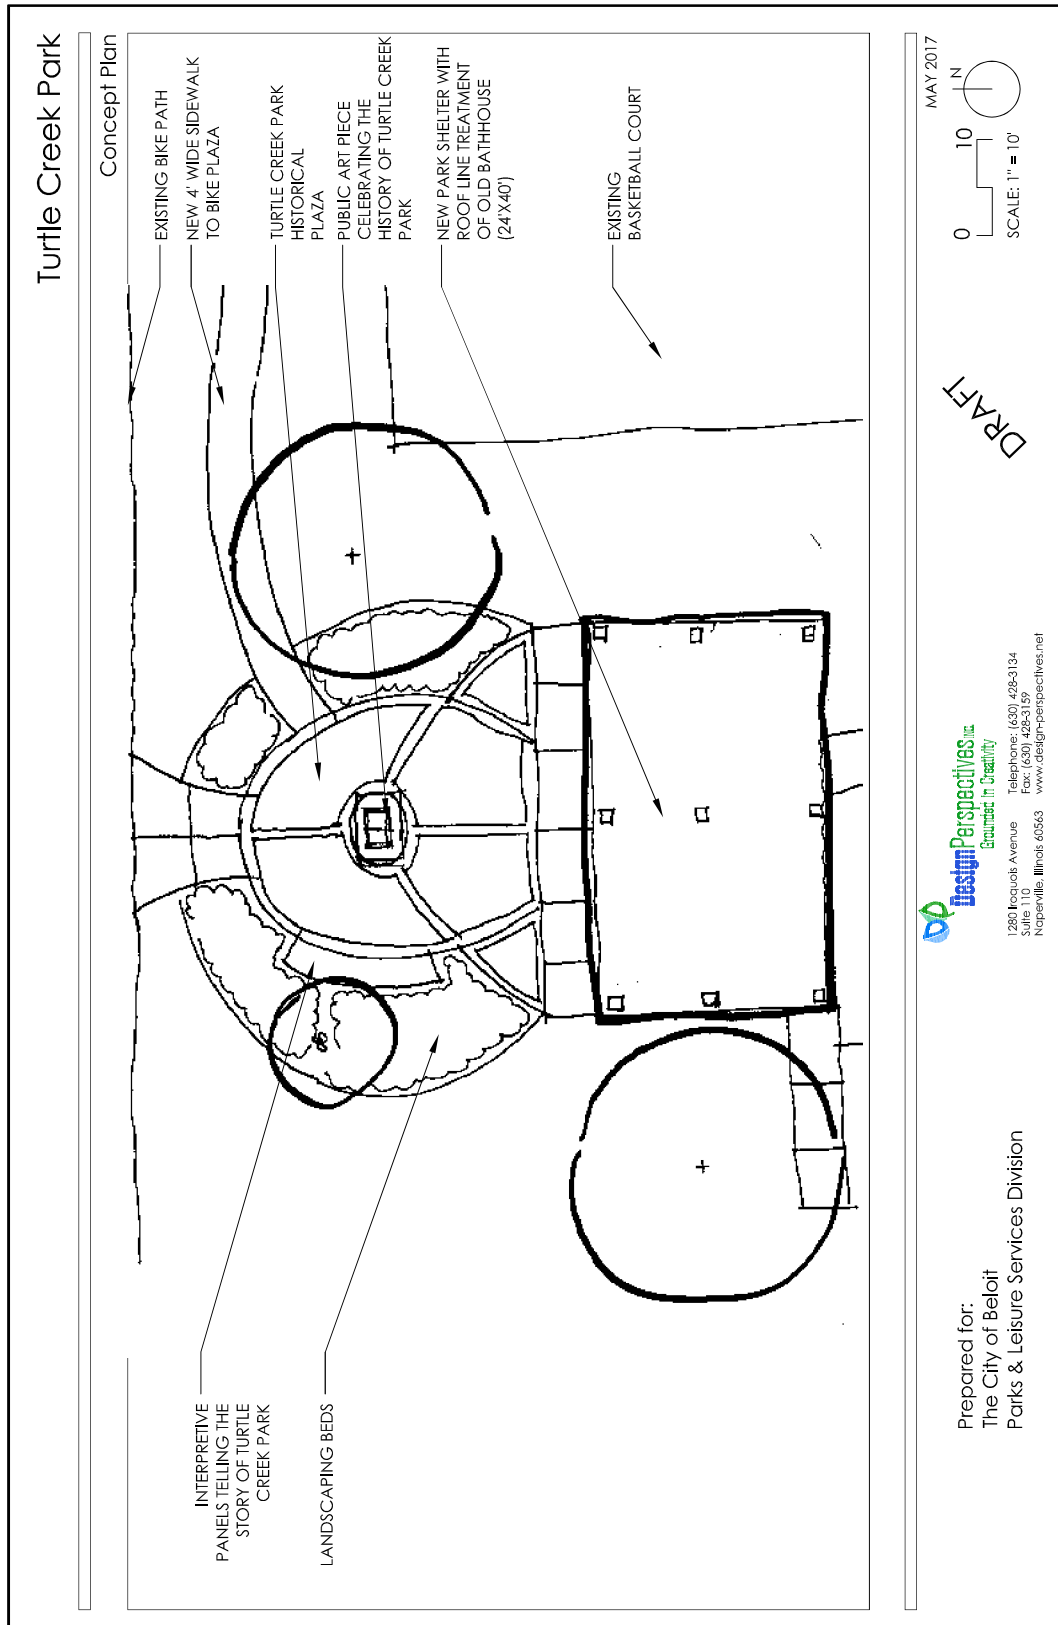 Turtle Creek Park
Concept Plan
EXISTING BIKE PATH
NEW 4' WIDE SIDEWALK
TO BIKE PLAZA
TURTLE CREEK PARK
HISTORICAL
PLAZA
PUBLIC ART PIECE
CELEBRATING THE
HISTORY OF TURTLE CREEK
PARK
NEW PARK SHELTER WITH
ROOF LINE TREATMENT
OF OLD BATHHOUSE
(24'X40')
EXISTING
BASKETBALL COURT
INTERPRETIVE
PANELS TELLING THE
STORY OF TURTLE
CREEK PARK
LANDSCAPING BEDS
Prepared for:
The City of Beloit
Parks & Leisure Services Division
DesignPerspectives INC.
Grounded in Creativity
1280 Iroquois Avenue
Suite 110
Naperville, Illinois 60563
Telephone: (630) 428-3134
Fax: (630) 428-3159
www.design-perspectives.net
DRAFT
MAY 2017
N
0 10
SCALE: 1" = 10'